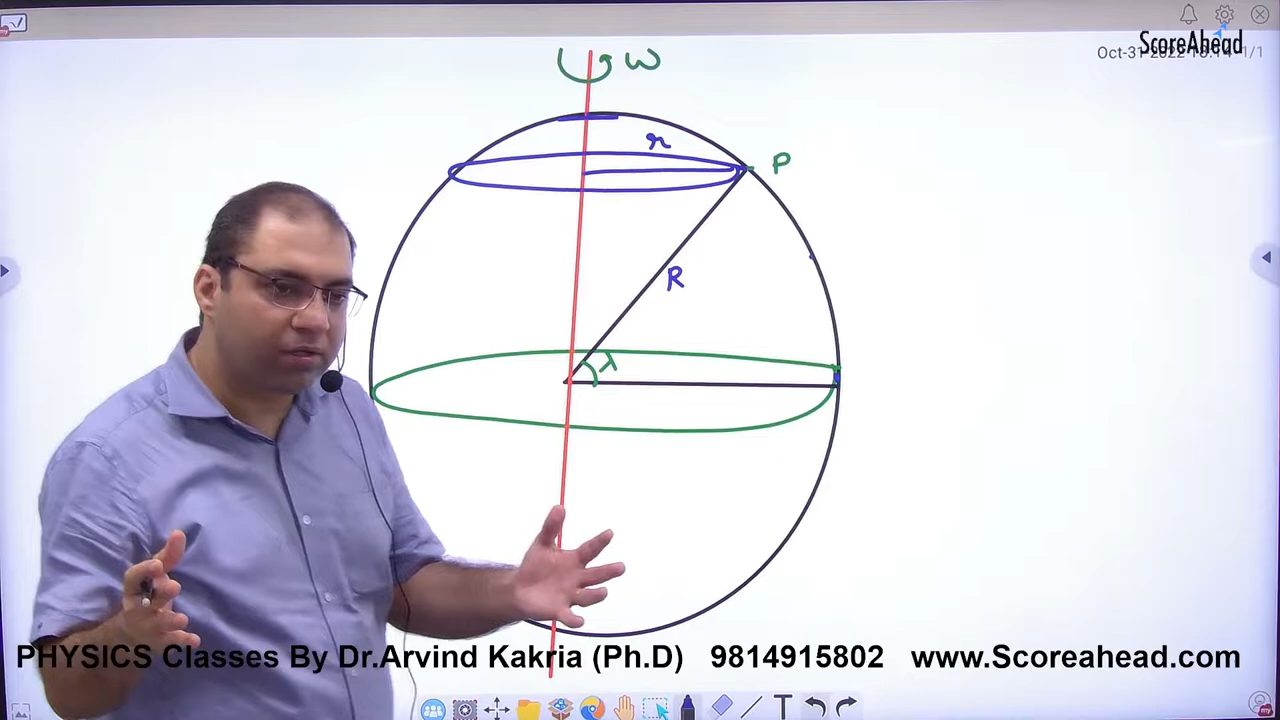 ScoreAhead
ω
r
P
R
λ
PHYSICS Classes By Dr.Arvind Kakria (Ph.D) 9814915802 www.Scoreahead.com